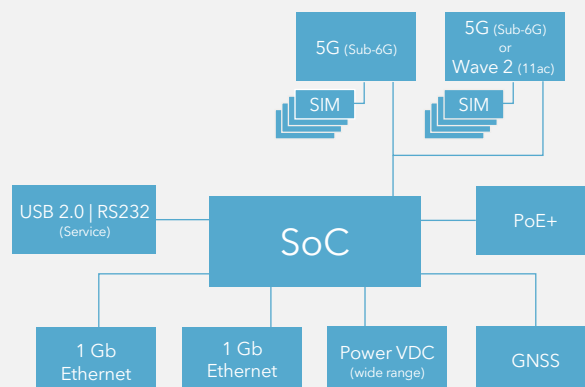 5G (Sub-6G)
5G (Sub-6G)
or
Wave 2 (11ac)
SIM
SIM
USB 2.0 | RS232
(Service)
SoC
PoE+
1 Gb
Ethernet
1 Gb
Ethernet
Power VDC
(wide range)
GNSS